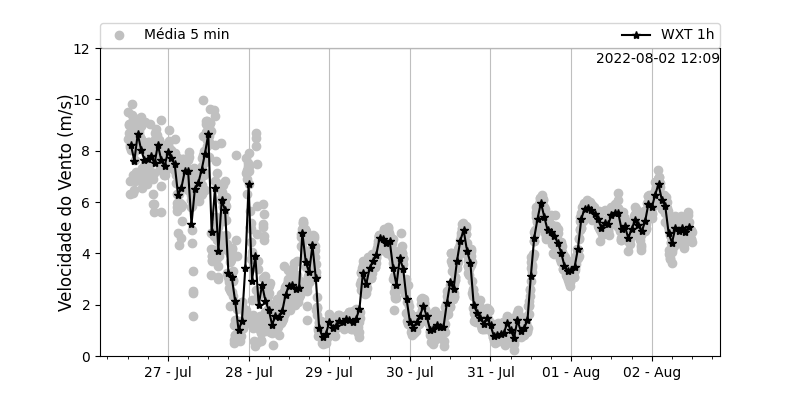 Média 5 min
WXT 1h
2022-08-02 12:09
Velocidade do Vento (m/s)
12
10
8
6
4
2
0
27 - Jul
28 - Jul
29 - Jul
30 - Jul
31 - Jul
01 - Aug
02 - Aug